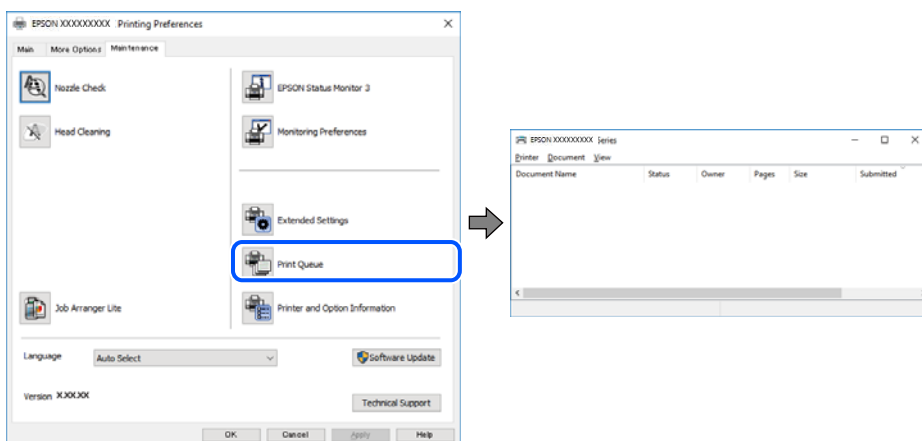 EPSON XXXXXXXXX Printing Preferences
Main More Options Maintenance
Nozzle Check
EPSON Status Monitor 3
Head Cleaning
Monitoring Preferences
Extended Settings
Print Queue
Job Arranger Lite
Printer and Option Information
Language Auto Select
Software Update
Version X.XX.XX
Technical Support
OK Cancel Apply Help
EPSON XXXXXXXXX Series
Printer Document View
Document Name Status Owner Pages Size Submitted